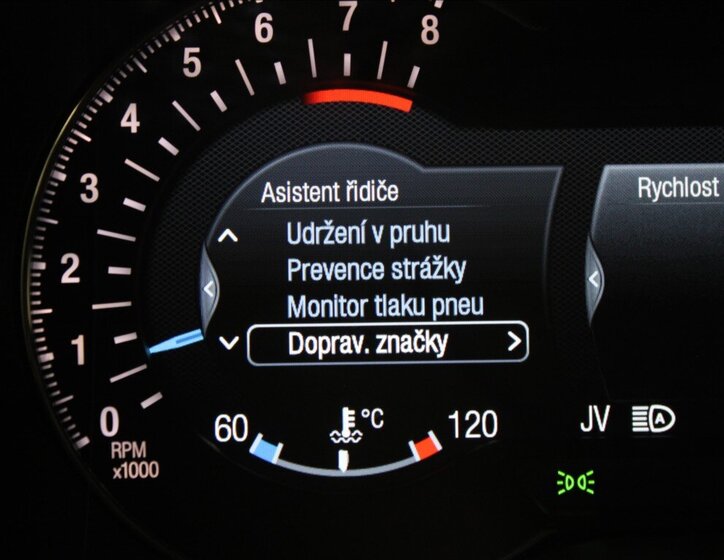 8
7
6
5
4
3
2
1
0
RPM
x1000
Asistent řidiče
Udržení v pruhu
Prevence strážky
Monitor tlaku pneu
Doprav. značky
60
°C
120
Rychlost
JV
A